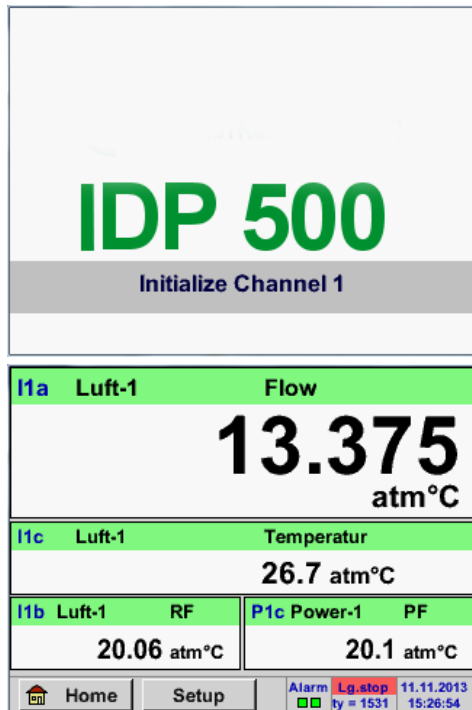 IDP 500
Initialize Channel 1
I1a Luft-1 Flow
13.375
atm°C
I1c Luft-1 Temperatur
26.7 atm°C
I1b Luft-1 RF P1c Power-1 PF
20.06 atm°C 20.1 atm°C
Home Setup Alarm Lg.stop 11.11.2013
ty = 1531 15:26:54